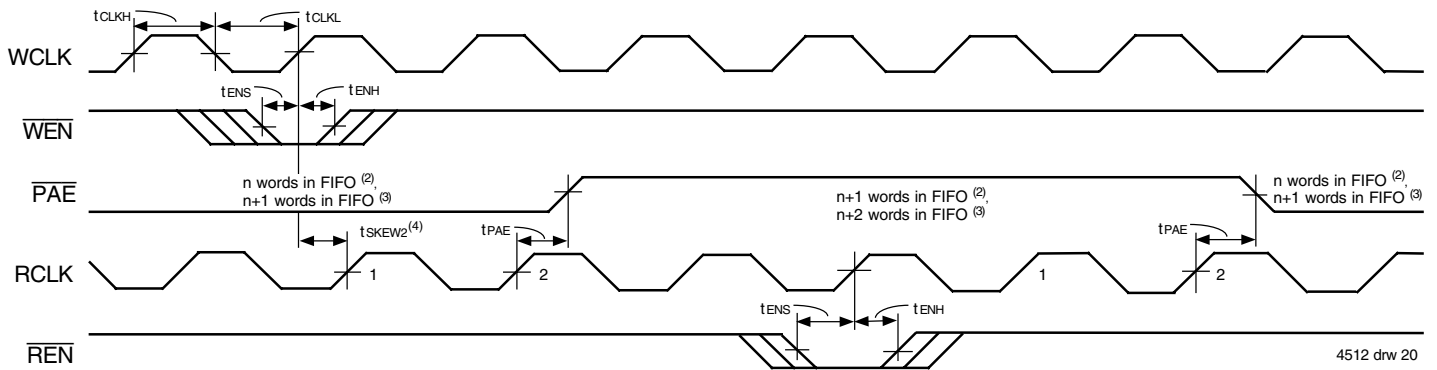 tCLKH
tCLKL
WCLK
tENS
tENH
WEN
PAE
n words in FIFO (2),
n+1 words in FIFO (3)
n+1 words in FIFO (2),
n+2 words in FIFO (3)
n words in FIFO (2),
n+1 words in FIFO (3)
tSKEW2(4)
tPAE
tPAE
RCLK
1
2
1
2
tENS
tENH
REN
4512 drw 20